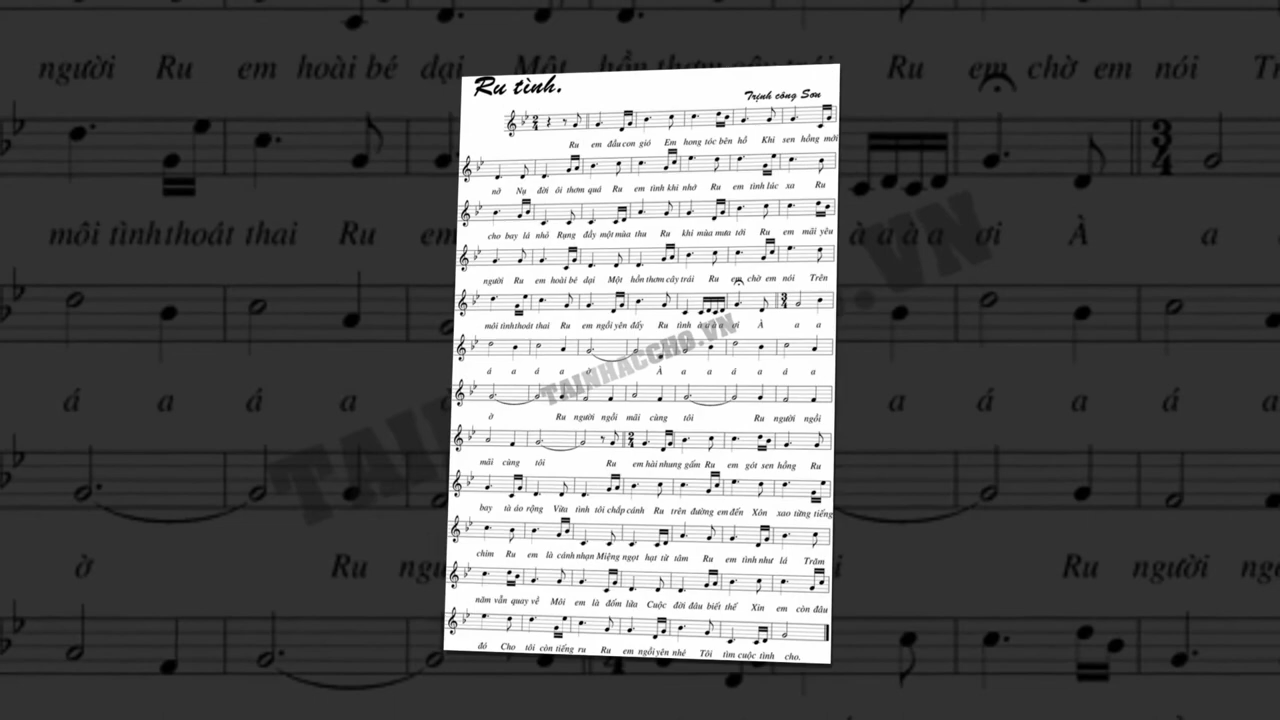 Ru tình.
Trịnh công Sơn
Ru em đầu con gió Em hong tóc bên hồ Khi sen hồng mới
nở Nụ đời ôi thơm quá Ru em tình khi nhớ Ru em tình lúc xa Ru
cho bay lá nhỏ Rụng đầy một mùa thu Ru khi mùa mưa tới Ru em mãi yêu
người Ru em hoài bé dại Một hồn thơm cây trái Ru em chờ em nói Trên
môi tình thoát thai Ru em ngồi yên đấy Ru tình à ơi À a a
á a á a ờ À a a á a á a
TAINHACCHO.VN
ờ Ru người ngồi mãi cùng tôi Ru người ngồi
mãi cùng tôi Ru em hài nhung gấm Ru em gót sen hồng Ru
bay tà áo rộng Vừa tình tôi chắp cánh Ru trên đường em đến Xôn xao từng tiếng
chim Ru em là cánh nhạn Miệng ngọt hạt từ tâm Ru em tình như lá Trăm
năm vẫn quay về Môi em là đốm lửa Cuộc đời đâu biết thế Xin em còn đâu
đó Cho tôi còn tiếng ru Ru em ngồi yên nhé Tôi tìm cuộc tình cho.